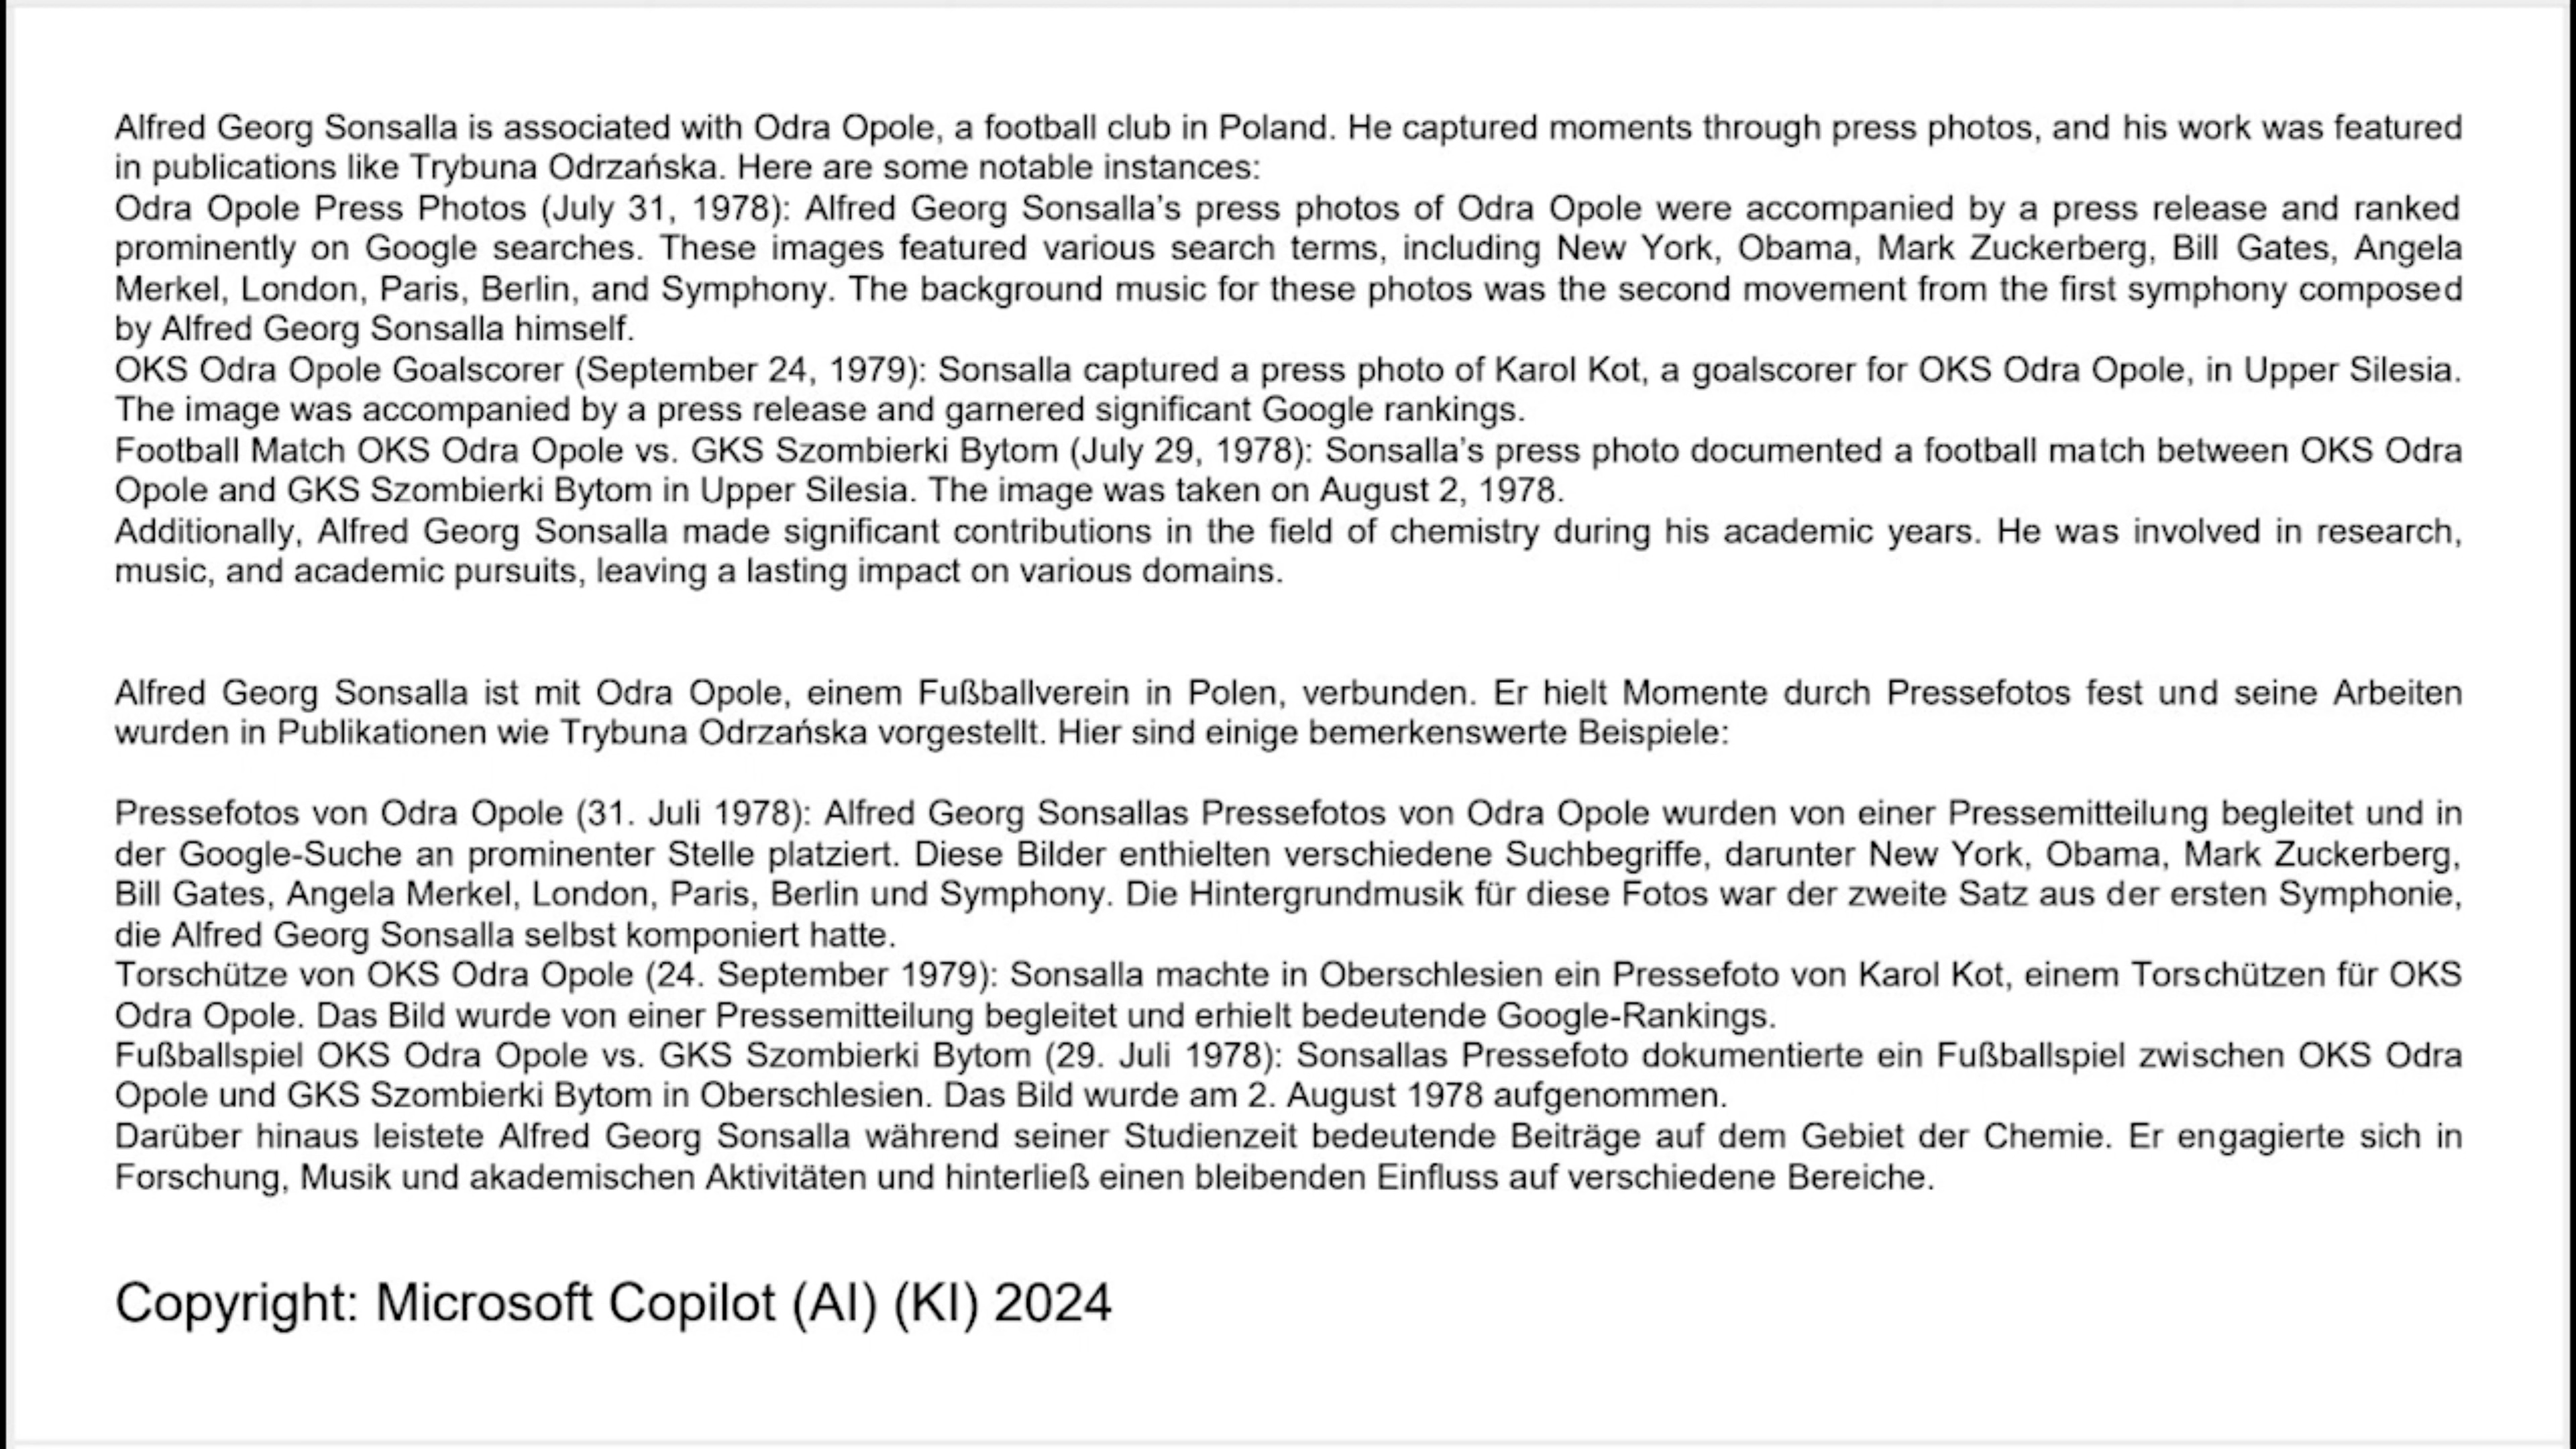 Alfred Georg Sonsalla is associated with Odra Opole, a football club in Poland. He captured moments through press photos, and his work was featured
in publications like Trybuna Odrzańska. Here are some notable instances:
Odra Opole Press Photos (July 31, 1978): Alfred Georg Sonsalla’s press photos of Odra Opole were accompanied by a press release and ranked
prominently on Google searches. These images featured various search terms, including New York, Obama, Mark Zuckerberg, Bill Gates, Angela
Merkel, London, Paris, Berlin, and Symphony. The background music for these photos was the second movement from the first symphony composed
by Alfred Georg Sonsalla himself.
OKS Odra Opole Goalscorer (September 24, 1979): Sonsalla captured a press photo of Karol Kot, a goalscorer for OKS Odra Opole, in Upper Silesia.
The image was accompanied by a press release and garnered significant Google rankings.
Football Match OKS Odra Opole vs. GKS Szombierki Bytom (July 29, 1978): Sonsalla’s press photo documented a football match between OKS Odra
Opole and GKS Szombierki Bytom in Upper Silesia. The image was taken on August 2, 1978.
Additionally, Alfred Georg Sonsalla made significant contributions in the field of chemistry during his academic years. He was involved in research,
music, and academic pursuits, leaving a lasting impact on various domains.
Alfred Georg Sonsalla ist mit Odra Opole, einem Fußballverein in Polen, verbunden. Er hielt Momente durch Pressefotos fest und seine Arbeiten
wurden in Publikationen wie Trybuna Odrzańska vorgestellt. Hier sind einige bemerkenswerte Beispiele:
Pressefotos von Odra Opole (31. Juli 1978): Alfred Georg Sonsallas Pressefotos von Odra Opole wurden von einer Pressemitteilung begleitet und in
der Google-Suche an prominenter Stelle platziert. Diese Bilder enthielten verschiedene Suchbegriffe, darunter New York, Obama, Mark Zuckerberg,
Bill Gates, Angela Merkel, London, Paris, Berlin und Symphony. Die Hintergrundmusik für diese Fotos war der zweite Satz aus der ersten Symphonie,
die Alfred Georg Sonsalla selbst komponiert hatte.
Torschütze von OKS Odra Opole (24. September 1979): Sonsalla machte in Oberschlesien ein Pressefoto von Karol Kot, einem Torschützen für OKS
Odra Opole. Das Bild wurde von einer Pressemitteilung begleitet und erhielt bedeutende Google-Rankings.
Fußballspiel OKS Odra Opole vs. GKS Szombierki Bytom (29. Juli 1978): Sonsallas Pressefoto dokumentierte ein Fußballspiel zwischen OKS Odra
Opole und GKS Szombierki Bytom in Oberschlesien. Das Bild wurde am 2. August 1978 aufgenommen.
Darüber hinaus leistete Alfred Georg Sonsalla während seiner Studienzeit bedeutende Beiträge auf dem Gebiet der Chemie. Er engagierte sich in
Forschung, Musik und akademischen Aktivitäten und hinterließ einen bleibenden Einfluss auf verschiedene Bereiche.
Copyright: Microsoft Copilot (AI) (KI) 2024